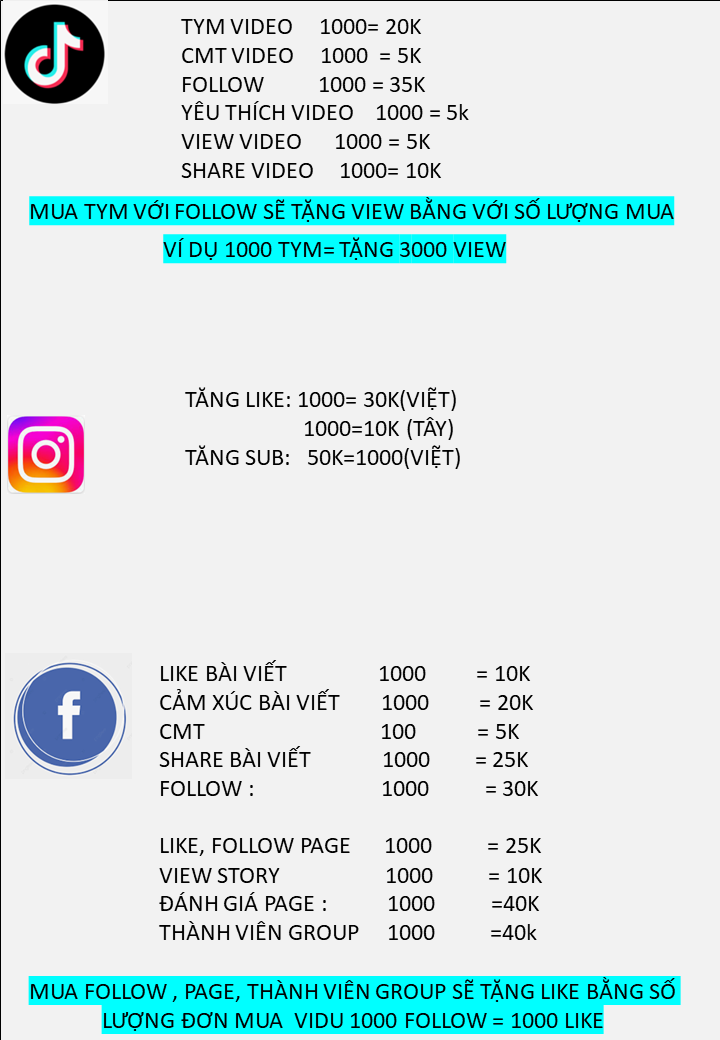 TYM VIDEO 1000= 20K
CMT VIDEO 1000 = 5K
FOLLOW 1000 = 35K
YÊU THÍCH VIDEO 1000 = 5k
VIEW VIDEO 1000 = 5K
SHARE VIDEO 1000= 10K
MUA TYM VỚI FOLLOW SẼ TẶNG VIEW BẰNG VỚI SỐ LƯỢNG MUA
VÍ DỤ 1000 TYM= TẶNG 3000 VIEW
TĂNG LIKE: 1000= 30K(VIỆT)
1000=10K (TÂY)
TĂNG SUB: 50K=1000(VIỆT)
LIKE BÀI VIẾT 1000 = 10K
CẢM XÚC BÀI VIẾT 1000 = 20K
CMT 100 = 5K
SHARE BÀI VIẾT 1000 = 25K
FOLLOW : 1000 = 30K
LIKE, FOLLOW PAGE 1000 = 25K
VIEW STORY 1000 = 10K
ĐÁNH GIÁ PAGE : 1000 =40K
THÀNH VIÊN GROUP 1000 =40k
MUA FOLLOW , PAGE, THÀNH VIÊN GROUP SẼ TẶNG LIKE BẰNG SỐ
LƯỢNG ĐƠN MUA VIDU 1000 FOLLOW = 1000 LIKE